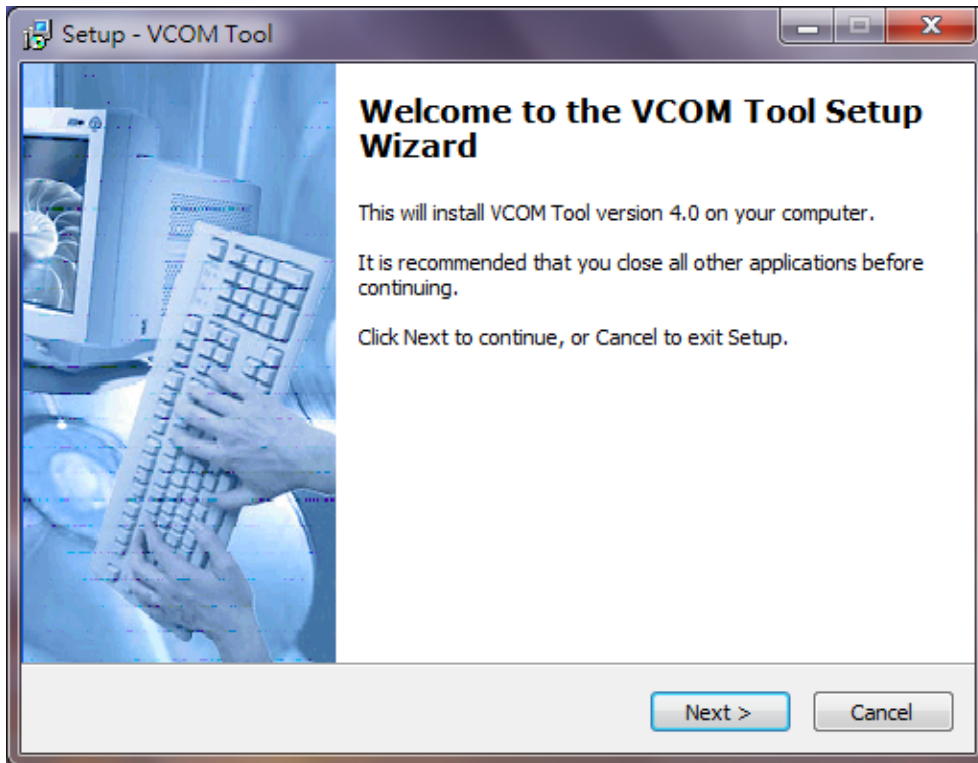 Setup - VCOM Tool
Welcome to the VCOM Tool Setup
Wizard
This will install VCOM Tool version 4.0 on your computer.
It is recommended that you close all other applications before
continuing.
Click Next to continue, or Cancel to exit Setup.
Next >
Cancel